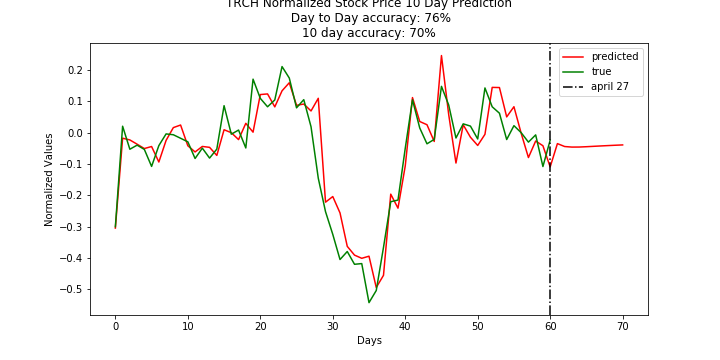 TRCH Normalized Stock Price 10 Day Prediction
Day to Day accuracy: 76%
10 day accuracy: 70%
predicted
true
april 27
0.2
0.1
0.0
−0.1
−0.2
−0.3
−0.4
−0.5
Normalized Values
0 10 20 30 40 50 60 70
Days